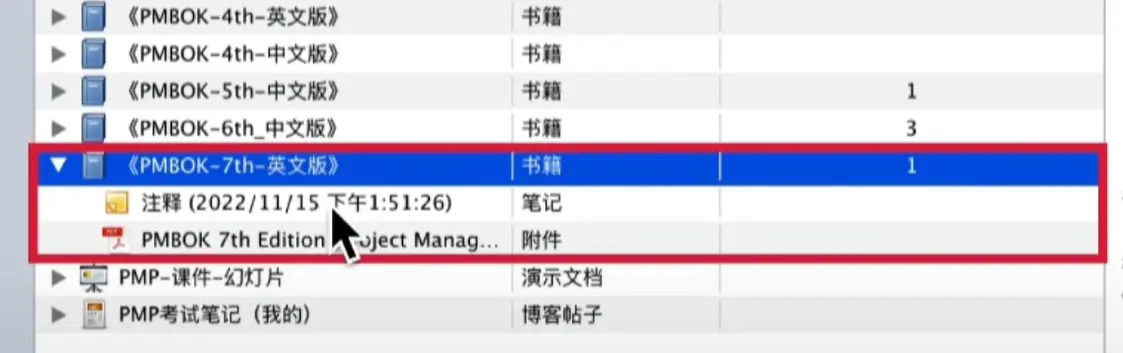 《PMBOK-4th-英文版》 书籍
《PMBOK-4th-中文版》 书籍
《PMBOK-5th-中文版》 书籍 1
《PMBOK-6th_中文版》 书籍 3
《PMBOK-7th-英文版》 书籍 1
注释 (2022/11/15 下午1:51:26) 笔记
PMBOK 7th Edition Manag... 附件
PMP-课件-幻灯片 演示文档
PMP考试笔记（我的） 博客帖子